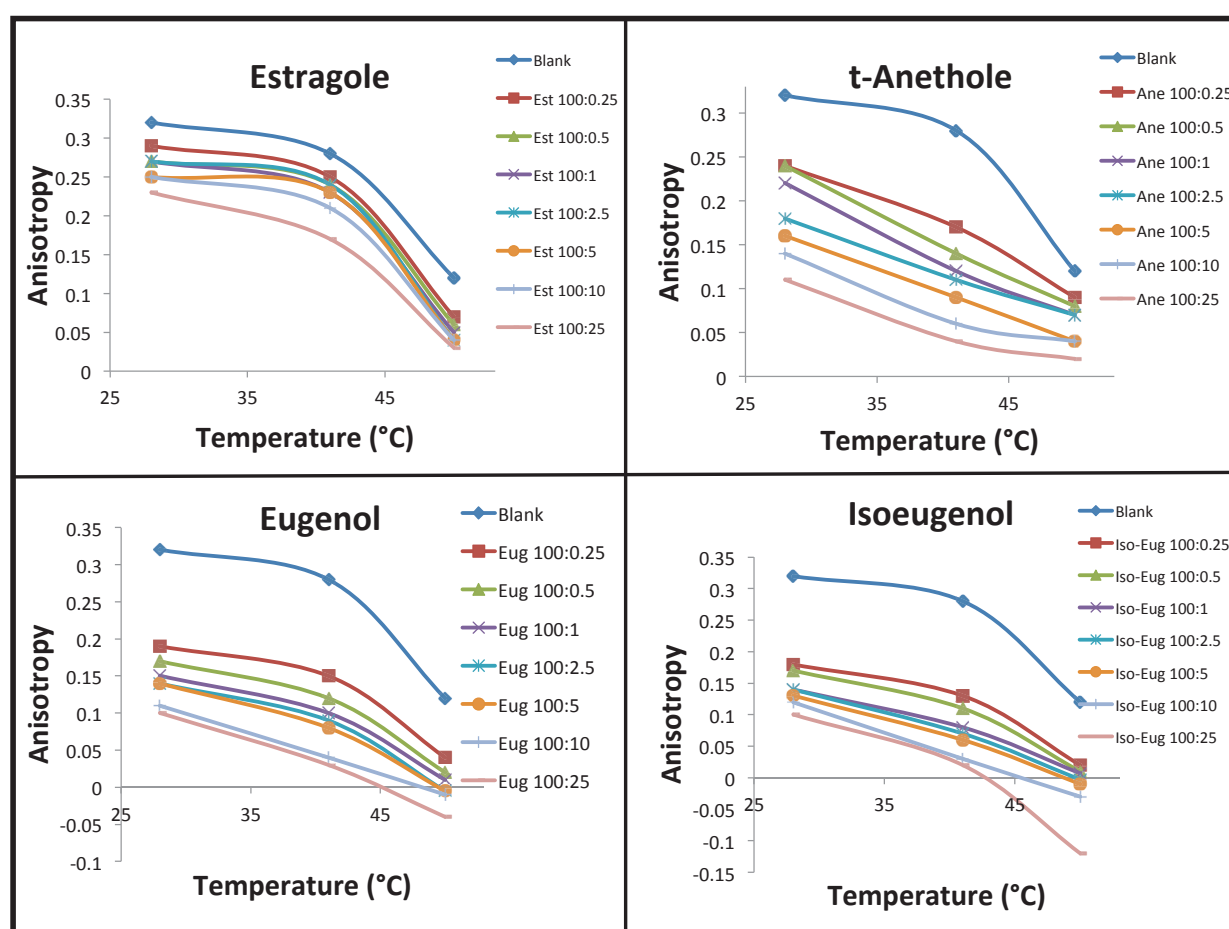 Estragole
Anisotropy
0.35
0.3
0.25
0.2
0.15
0.1
0.05
0
25
35
45
Temperature (°C)
Blank
Est 100:0.25
Est 100:0.5
Est 100:1
Est 100:2.5
Est 100:5
Est 100:10
Est 100:25
t-Anethole
Anisotropy
0.3
0.25
0.2
0.15
0.1
0.05
0
25
35
45
Temperature (°C)
Blank
Ane 100:0.25
Ane 100:0.5
Ane 100:1
Ane 100:2.5
Ane 100:5
Ane 100:10
Ane 100:25
Eugenol
Anisotropy
0.35
0.3
0.25
0.2
0.15
0.1
0.05
0
-0.05
-0.1
25
35
45
Temperature (°C)
Blank
Eug 100:0.25
Eug 100:0.5
Eug 100:1
Eug 100:2.5
Eug 100:5
Eug 100:10
Eug 100:25
Isoeugenol
Anisotropy
0.35
0.3
0.25
0.2
0.15
0.1
0.05
0
-0.05
-0.1
-0.15
25
35
45
Temperature (°C)
Blank
Iso-Eug 100:0.25
Iso-Eug 100:0.5
Iso-Eug 100:1
Iso-Eug 100:2.5
Iso-Eug 100:5
Iso-Eug 100:10
Iso-Eug 100:25